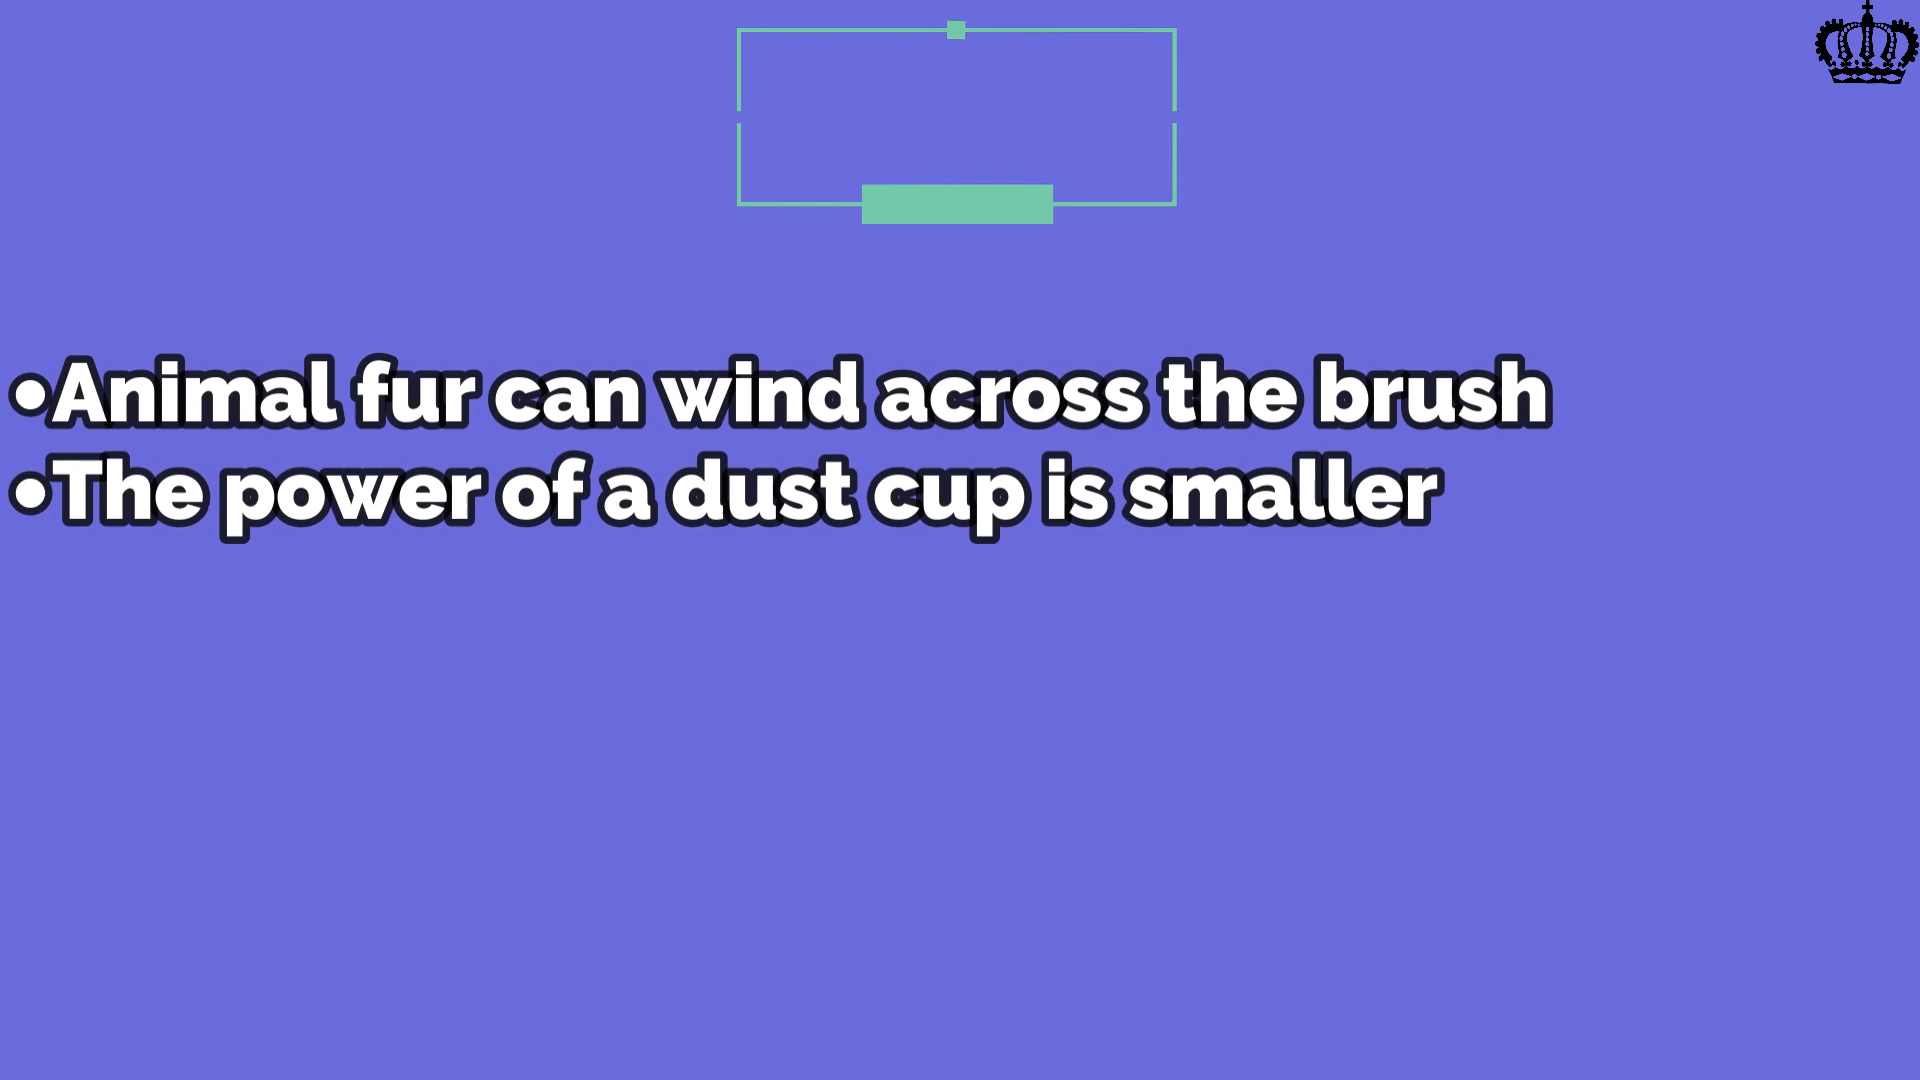 •Animal fur can wind across the brush
•The power of a dust cup is smaller